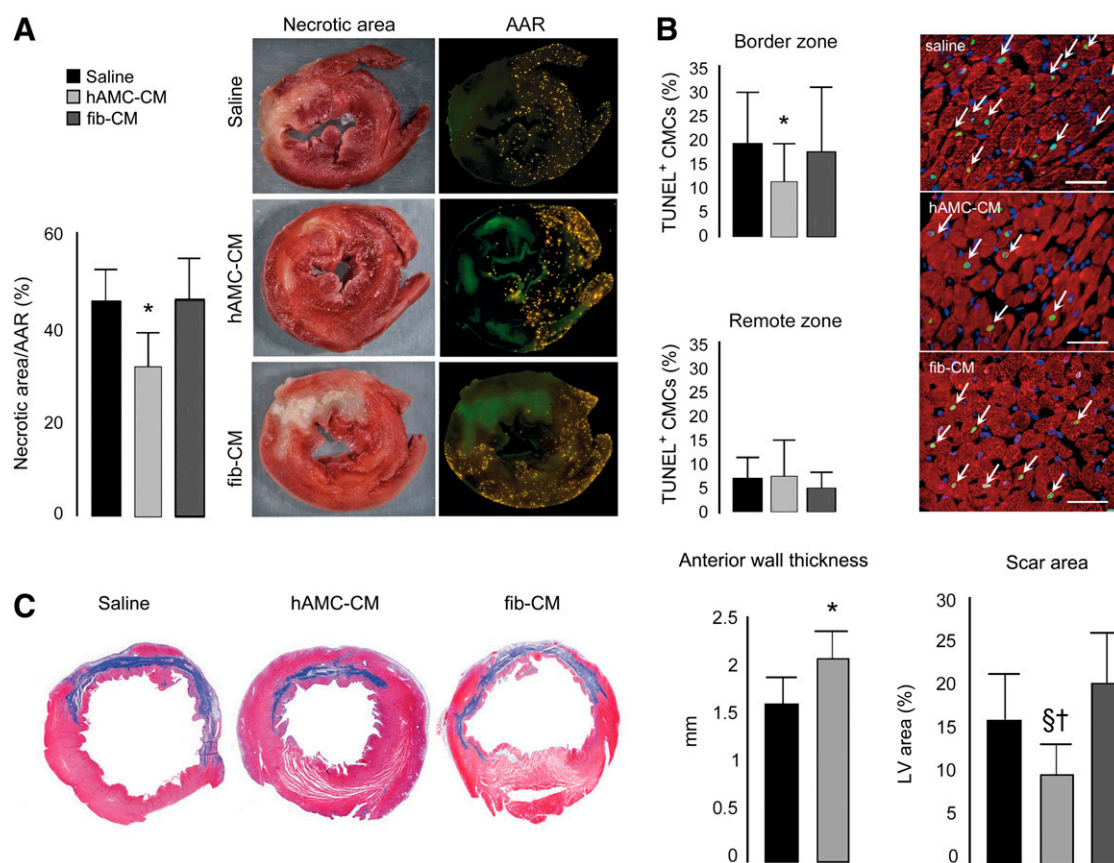 A
Saline
hAMC-CM
fib-CM
Necrotic area
AAR
Saline
hAMC-CM
fib-CM
Necrotic area/AAR (%)
60
40
20
0
B
Border zone
TUNEL+ CMCs (%)
35
30
25
20
15
10
5
0
*
saline
hAMC-CM
fib-CM
Remote zone
TUNEL+ CMCs (%)
35
30
25
20
15
10
5
0
*
C
Saline
hAMC-CM
fib-CM
Anterior wall thickness
mm
2.5
2
1.5
1
0.5
0
*
Scar area
LV area (%)
30
25
20
15
10
5
0
§†